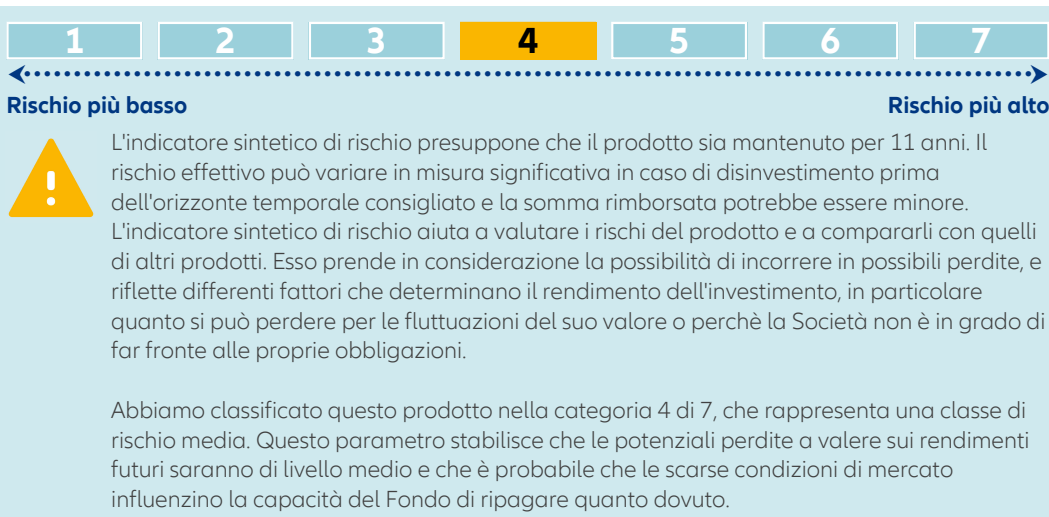 1 2 3 4 5 6 7
Rischio più basso Rischio più alto
L'indicatore sintetico di rischio presuppone che il prodotto sia mantenuto per 11 anni. Il
rischio effettivo può variare in misura significativa in caso di disinvestimento prima
dell'orizzonte temporale consigliato e la somma rimborsata potrebbe essere minore.
L'indicatore sintetico di rischio aiuta a valutare i rischi del prodotto e a compararli con quelli
di altri prodotti. Esso prende in considerazione la possibilità di incorrere in possibili perdite, e
riflette differenti fattori che determinano il rendimento dell'investimento, in particolare
quanto si può perdere per le fluttuazioni del suo valore o perchè la Società non è in grado di
far fronte alle proprie obbligazioni.
Abbiamo classificato questo prodotto nella categoria 4 di 7, che rappresenta una classe di
rischio media. Questo parametro stabilisce che le potenziali perdite a valere sui rendimenti
futuri saranno di livello medio e che è probabile che le scarse condizioni di mercato
influenzino la capacità del Fondo di ripagare quanto dovuto.